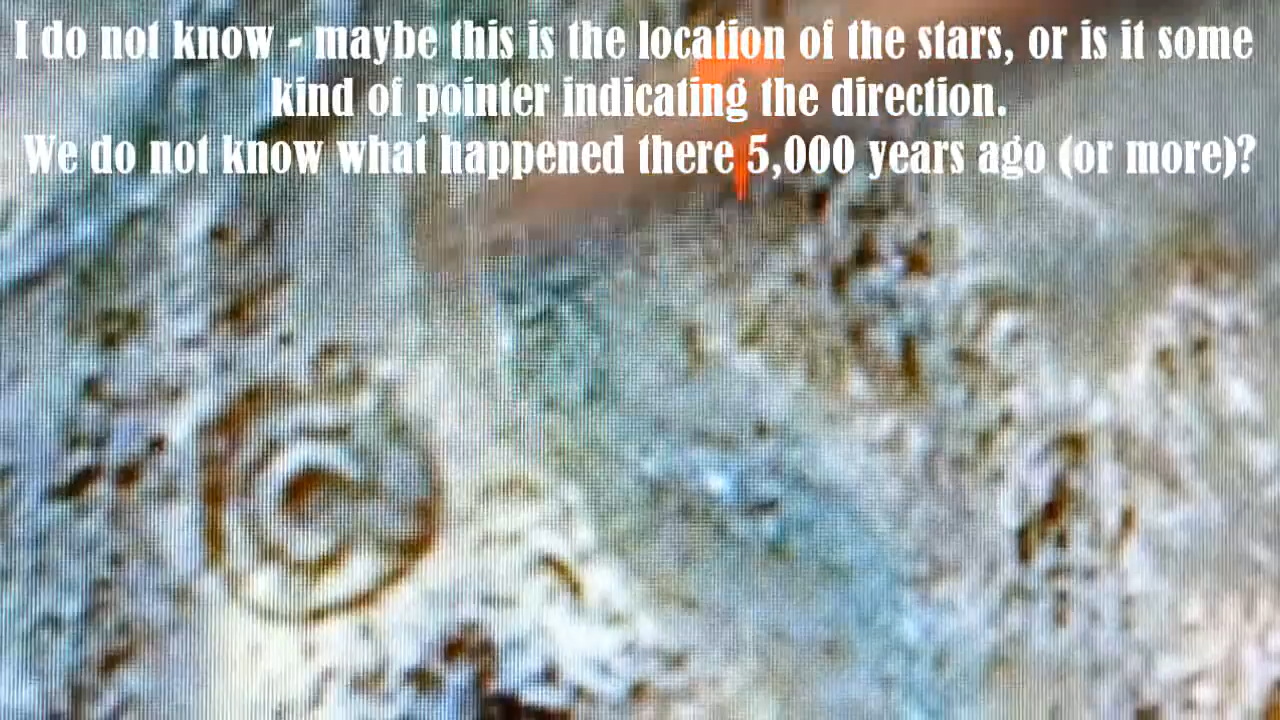 I do not know - maybe this is the location of the stars, or is it some
kind of pointer indicating the direction.
We do not know what happened there 5,000 years ago (or more)?